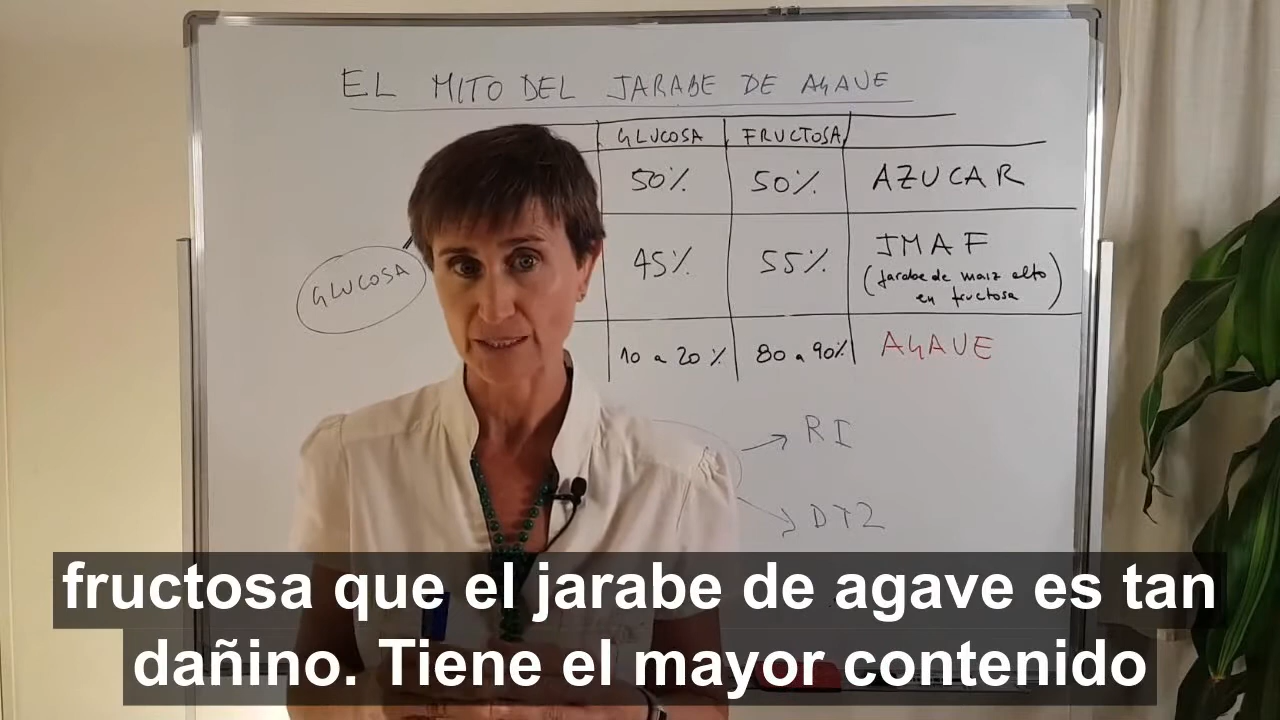 EL MITO DEL JARABE DE AGAVE
GLUCOSA FRUCTOSA
50% 50% AZUCAR
GLUCOSA
45% 55% JMAF
(jarabe de maiz alto
en fructosa)
10 a 20% 80 a 90% AGAVE
RI
DT2
fructosa que el jarabe de agave es tan
dañino. Tiene el mayor contenido